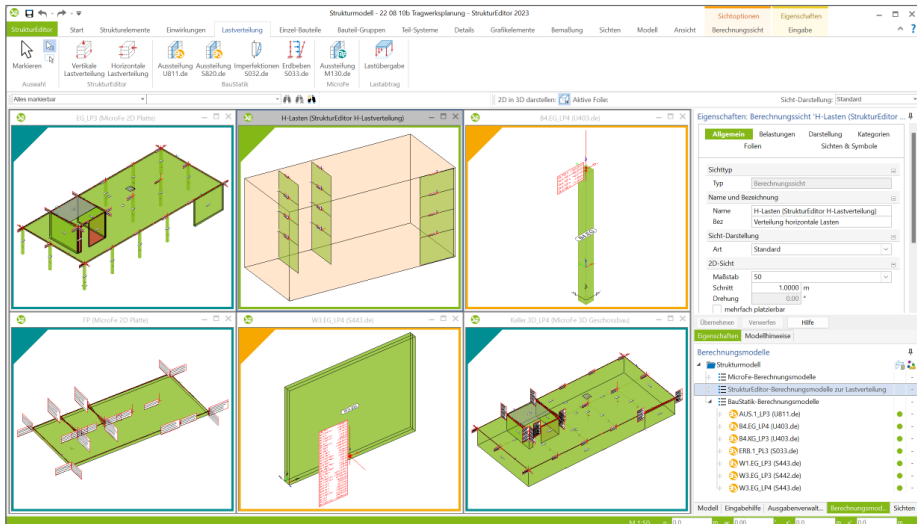 Strukturmodell - 22 08 10b Tragwerksplanung - StrukturEditor 2023
Sichtoptionen Eigenschaften
StrukturEditor Start Strukturelemente Einwirkungen Lastverteilung Einzel-Bauteile Bauteil-Gruppen Teil-Systeme Details Grafikelemente Bemaßung Sichten Modell Ansicht Berechnungssicht Eingabe
Markieren Vertikale Lastverteilung Horizontale Lastverteilung Aussteifung U811.de Aussteifung S820.de Imperfektionen S032.de Erdbeben S033.de Aussteifung M130.de Lastübergabe
Auswahl StrukturEditor BauStatik MicroFe Lastabtrag
Alles markierbar 2D in 3D darstellen: Aktive Folie: Sicht-Darstellung: Standard
EG_LP3 (MicroFe 2D Platte) H-Lasten (StrukturEditor H-Lastverteilung) B4.EG_LP4 (U403.de)
FP (MicroFe 2D Platte) W3.EG_LP4 (S443.de) Keller 3D_LP4 (MicroFe 3D Geschossbau)
Eigenschaften: Berechnungssicht 'H-Lasten (StrukturEditor ...
Allgemein Belastungen Darstellung Kategorien
Folien Sichten & Symbole
Sichttyp
Typ Berechnungssicht
Name und Bezeichnung
Name H-Lasten (StrukturEditor H-Lastverteilung)
Bez Verteilung horizontale Lasten
Sicht-Darstellung
Art Standard
2D-Sicht
Maßstab 50
Schnitt 1.0000 m
Drehung 0.00 °
mehrfach platzierbar
Übernehmen Verwerfen Hilfe
Eigenschaften Modellhinweise
Berechnungsmodelle
Strukturmodell
MicroFe-Berechnungsmodelle
StrukturEditor-Berechnungsmodelle zur Lastverteilung
BauStatik-Berechnungsmodelle
AUS.1_LP3 (U811.de)
B4.EG_LP4 (U403.de)
B4.KG_LP3 (U403.de)
ERB.1_PL3 (S033.de)
W1.EG_LP3 (S443.de)
W3.EG_LP3 (S442.de)
W3.EG_LP4 (S443.de)
Modell Eingabehilfe Ausgabenverwalt... Berechnungsmod... Sichten
M 1:50